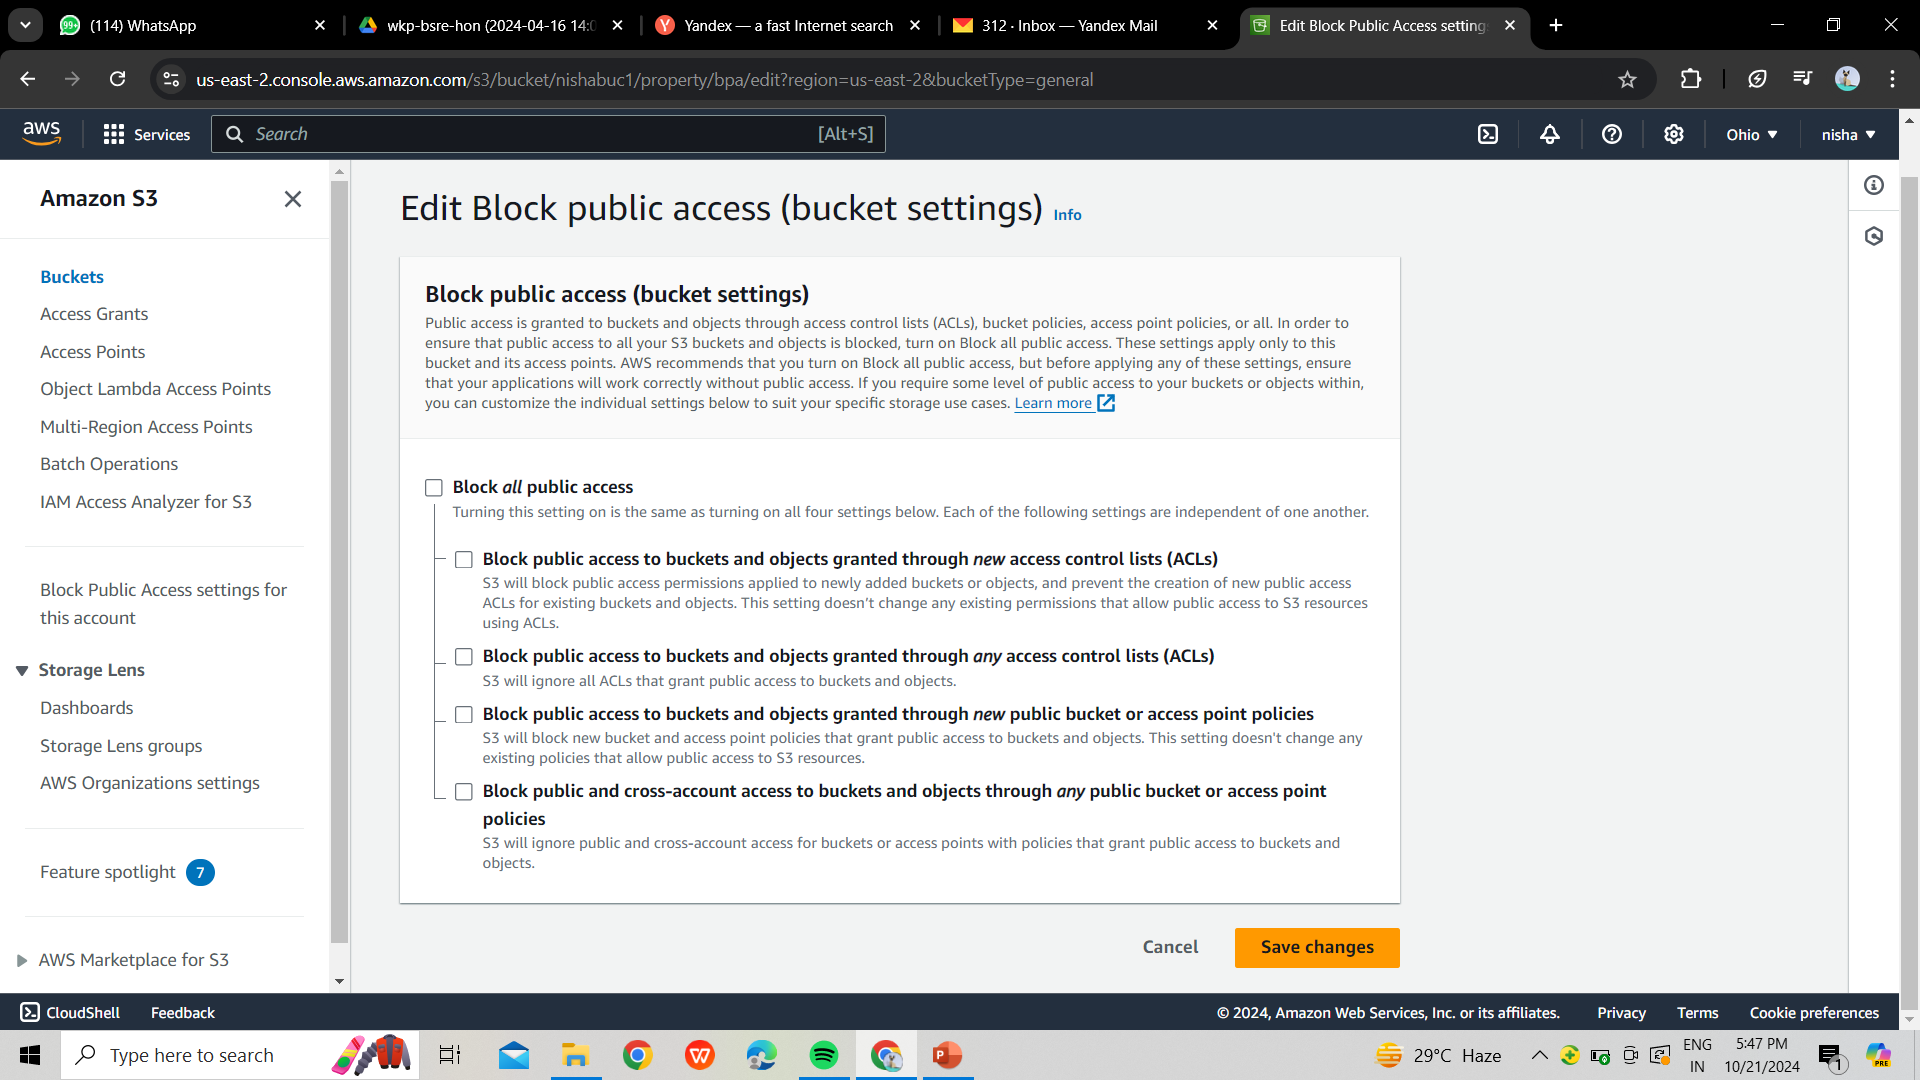 (114) WhatsApp
wkp-bsre-hon (2024-04-16 14:0
Yandex — a fast Internet search
312 · Inbox — Yandex Mail
Edit Block Public Access setting
us-east-2.console.aws.amazon.com/s3/bucket/nishabuc1/property/bpa/edit?region=us-east-2&bucketType=general
aws
Services
Search
[Alt+S]
Ohio ▼
nisha ▼
Amazon S3
Buckets
Access Grants
Access Points
Object Lambda Access Points
Multi-Region Access Points
Batch Operations
IAM Access Analyzer for S3
Block Public Access settings for
this account
Storage Lens
Dashboards
Storage Lens groups
AWS Organizations settings
Feature spotlight 7
AWS Marketplace for S3
Edit Block public access (bucket settings) Info
Block public access (bucket settings)
Public access is granted to buckets and objects through access control lists (ACLs), bucket policies, access point policies, or all. In order to
ensure that public access to all your S3 buckets and objects is blocked, turn on Block all public access. These settings apply only to this
bucket and its access points. AWS recommends that you turn on Block all public access, but before applying any of these settings, ensure
that your applications will work correctly without public access. If you require some level of public access to your buckets or objects within,
you can customize the individual settings below to suit your specific storage use cases. Learn more
Block all public access
Turning this setting on is the same as turning on all four settings below. Each of the following settings are independent of one another.
Block public access to buckets and objects granted through new access control lists (ACLs)
S3 will block public access permissions applied to newly added buckets or objects, and prevent the creation of new public access
ACLs for existing buckets and objects. This setting doesn't change any existing permissions that allow public access to S3 resources
using ACLs.
Block public access to buckets and objects granted through any access control lists (ACLs)
S3 will ignore all ACLs that grant public access to buckets and objects.
Block public access to buckets and objects granted through new public bucket or access point policies
S3 will block new bucket and access point policies that grant public access to buckets and objects. This setting doesn't change any
existing policies that allow public access to S3 resources.
Block public and cross-account access to buckets and objects through any public bucket or access point
policies
S3 will ignore public and cross-account access for buckets or access points with policies that grant public access to buckets and
objects.
Cancel
Save changes
CloudShell
Feedback
© 2024, Amazon Web Services, Inc. or its affiliates.
Privacy
Terms
Cookie preferences
Type here to search
29°C Haze
ENG
IN
5:47 PM
10/21/2024
1
PRE